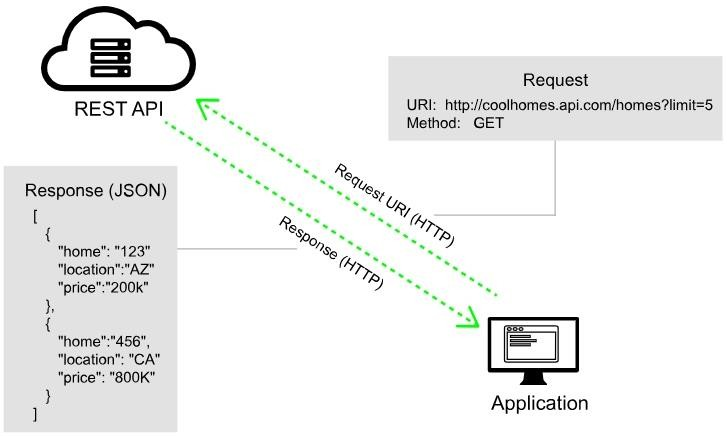 REST API
Request
URI:  http://coolhomes.api.com/homes?limit=5
Method:   GET
Request URI (HTTP)
Response (HTTP)
Response (JSON)
[
{
"home": "123"
"location":"AZ"
"price":"200k"
},
{
"home":"456",
"location": "CA"
"price": "800K"
}
]
Application